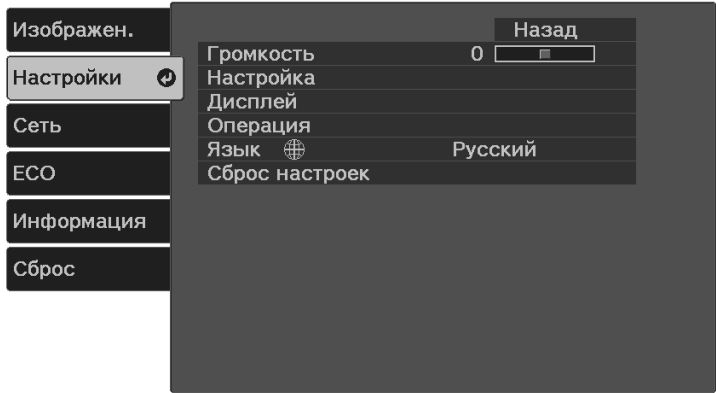 Изображен.
Настройки
Сеть
ECO
Информация
Сброс
Назад
Громкость 0
Настройка
Дисплей
Операция
Язык Русский
Сброс настроек